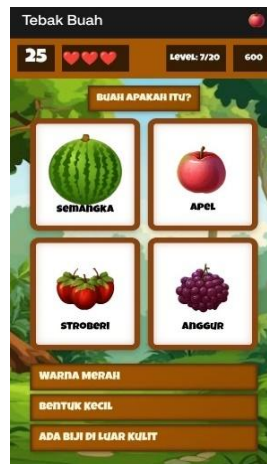 Tebak Buah
25
LEVEL: 7/20
600
BUAH APAKAH ITU?
SEMANGKA
APEL
STROBERI
ANGGUR
WARNA MERAH
BENTUK KECIL
ADA BIJI DI LUAR KULIT